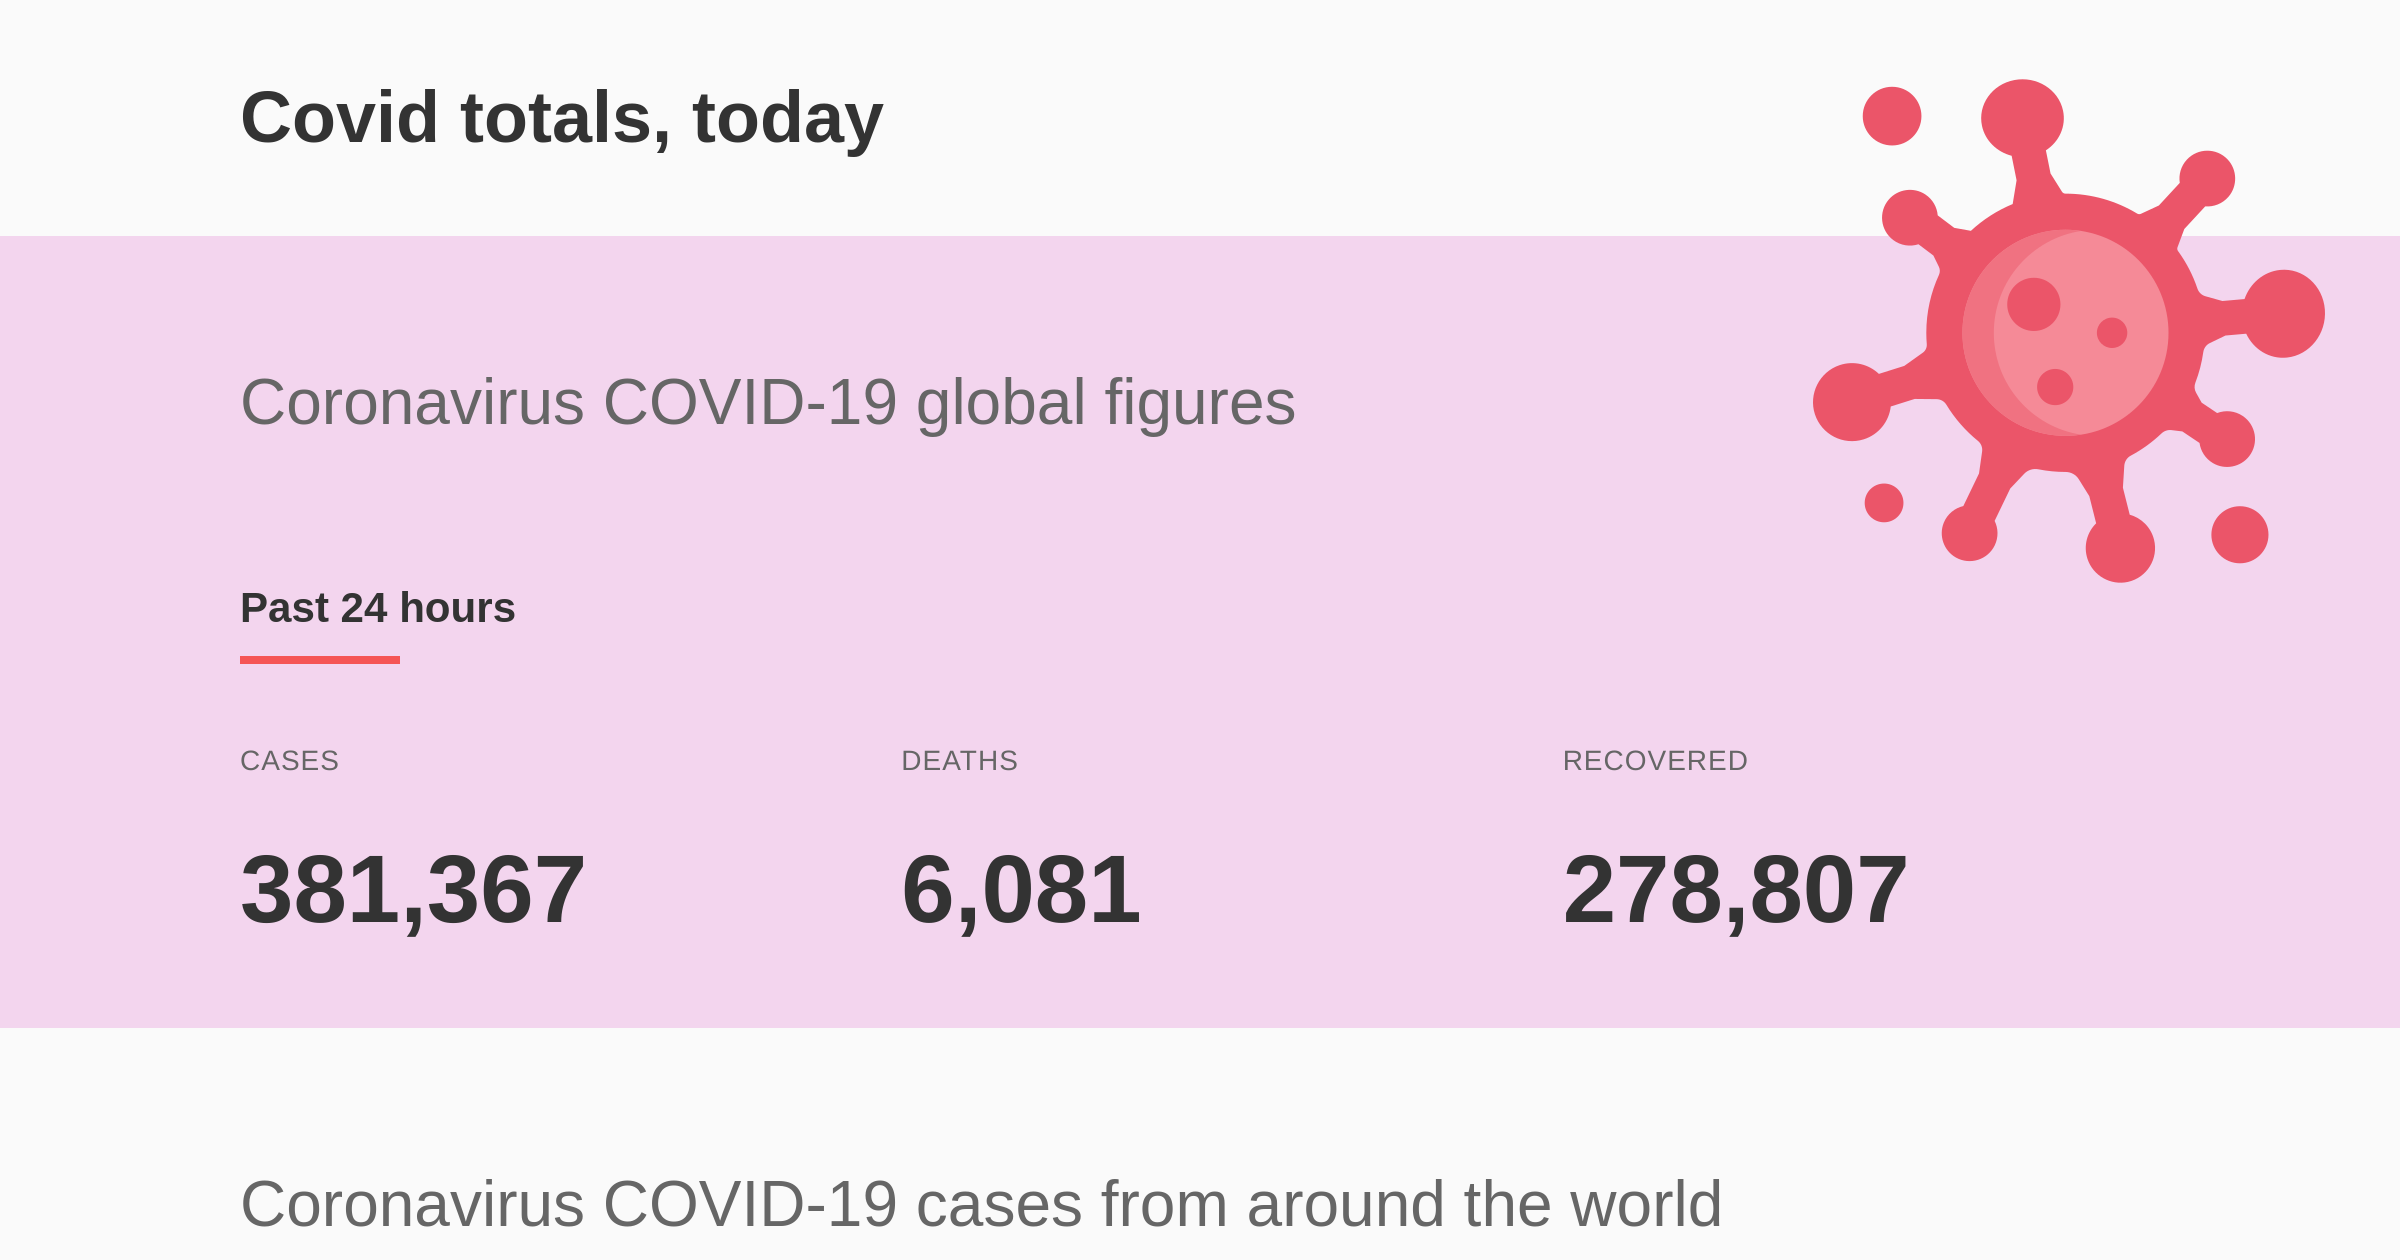 Covid totals, today
Coronavirus COVID-19 global figures
Past 24 hours
CASES DEATHS RECOVERED
381,367 6,081 278,807
Coronavirus COVID-19 cases from around the world